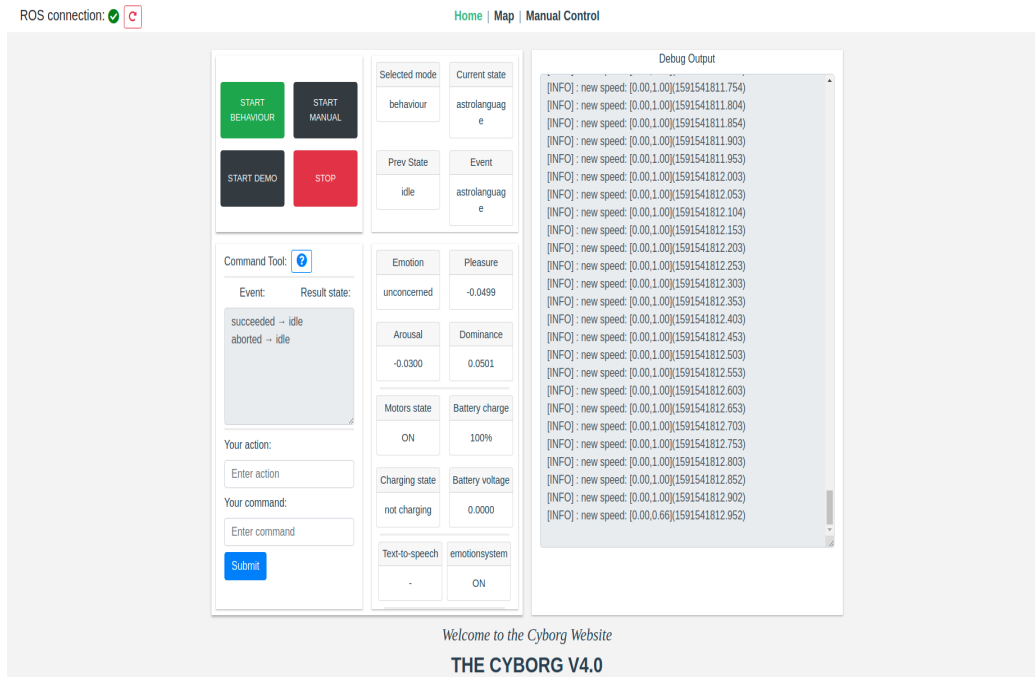 ROS connection:
Home | Map | Manual Control
START
BEHAVIOUR
START
MANUAL
START DEMO
STOP
Selected mode
behaviour
Current state
astrolanguag
e
Prev State
idle
Event
astrolanguag
e
Command Tool:
Event: Result state:
succeeded → idle
aborted → idle
Your action:
Enter action
Your command:
Enter command
Submit
Emotion
unconcerned
Pleasure
-0.0499
Arousal
-0.0300
Dominance
0.0501
Motors state
ON
Battery charge
100%
Charging state
not charging
Battery voltage
0.0000
Text-to-speech
-
emotionsystem
ON
Debug Output
[INFO] : new speed: [0.00,1.00](1591541811.754)
[INFO] : new speed: [0.00,1.00](1591541811.804)
[INFO] : new speed: [0.00,1.00](1591541811.854)
[INFO] : new speed: [0.00,1.00](1591541811.903)
[INFO] : new speed: [0.00,1.00](1591541811.953)
[INFO] : new speed: [0.00,1.00](1591541812.003)
[INFO] : new speed: [0.00,1.00](1591541812.053)
[INFO] : new speed: [0.00,1.00](1591541812.104)
[INFO] : new speed: [0.00,1.00](1591541812.153)
[INFO] : new speed: [0.00,1.00](1591541812.203)
[INFO] : new speed: [0.00,1.00](1591541812.253)
[INFO] : new speed: [0.00,1.00](1591541812.303)
[INFO] : new speed: [0.00,1.00](1591541812.353)
[INFO] : new speed: [0.00,1.00](1591541812.403)
[INFO] : new speed: [0.00,1.00](1591541812.453)
[INFO] : new speed: [0.00,1.00](1591541812.503)
[INFO] : new speed: [0.00,1.00](1591541812.553)
[INFO] : new speed: [0.00,1.00](1591541812.603)
[INFO] : new speed: [0.00,1.00](1591541812.653)
[INFO] : new speed: [0.00,1.00](1591541812.703)
[INFO] : new speed: [0.00,1.00](1591541812.753)
[INFO] : new speed: [0.00,1.00](1591541812.803)
[INFO] : new speed: [0.00,1.00](1591541812.852)
[INFO] : new speed: [0.00,1.00](1591541812.902)
[INFO] : new speed: [0.00,0.66](1591541812.952)
Welcome to the Cyborg Website
THE CYBORG V4.0